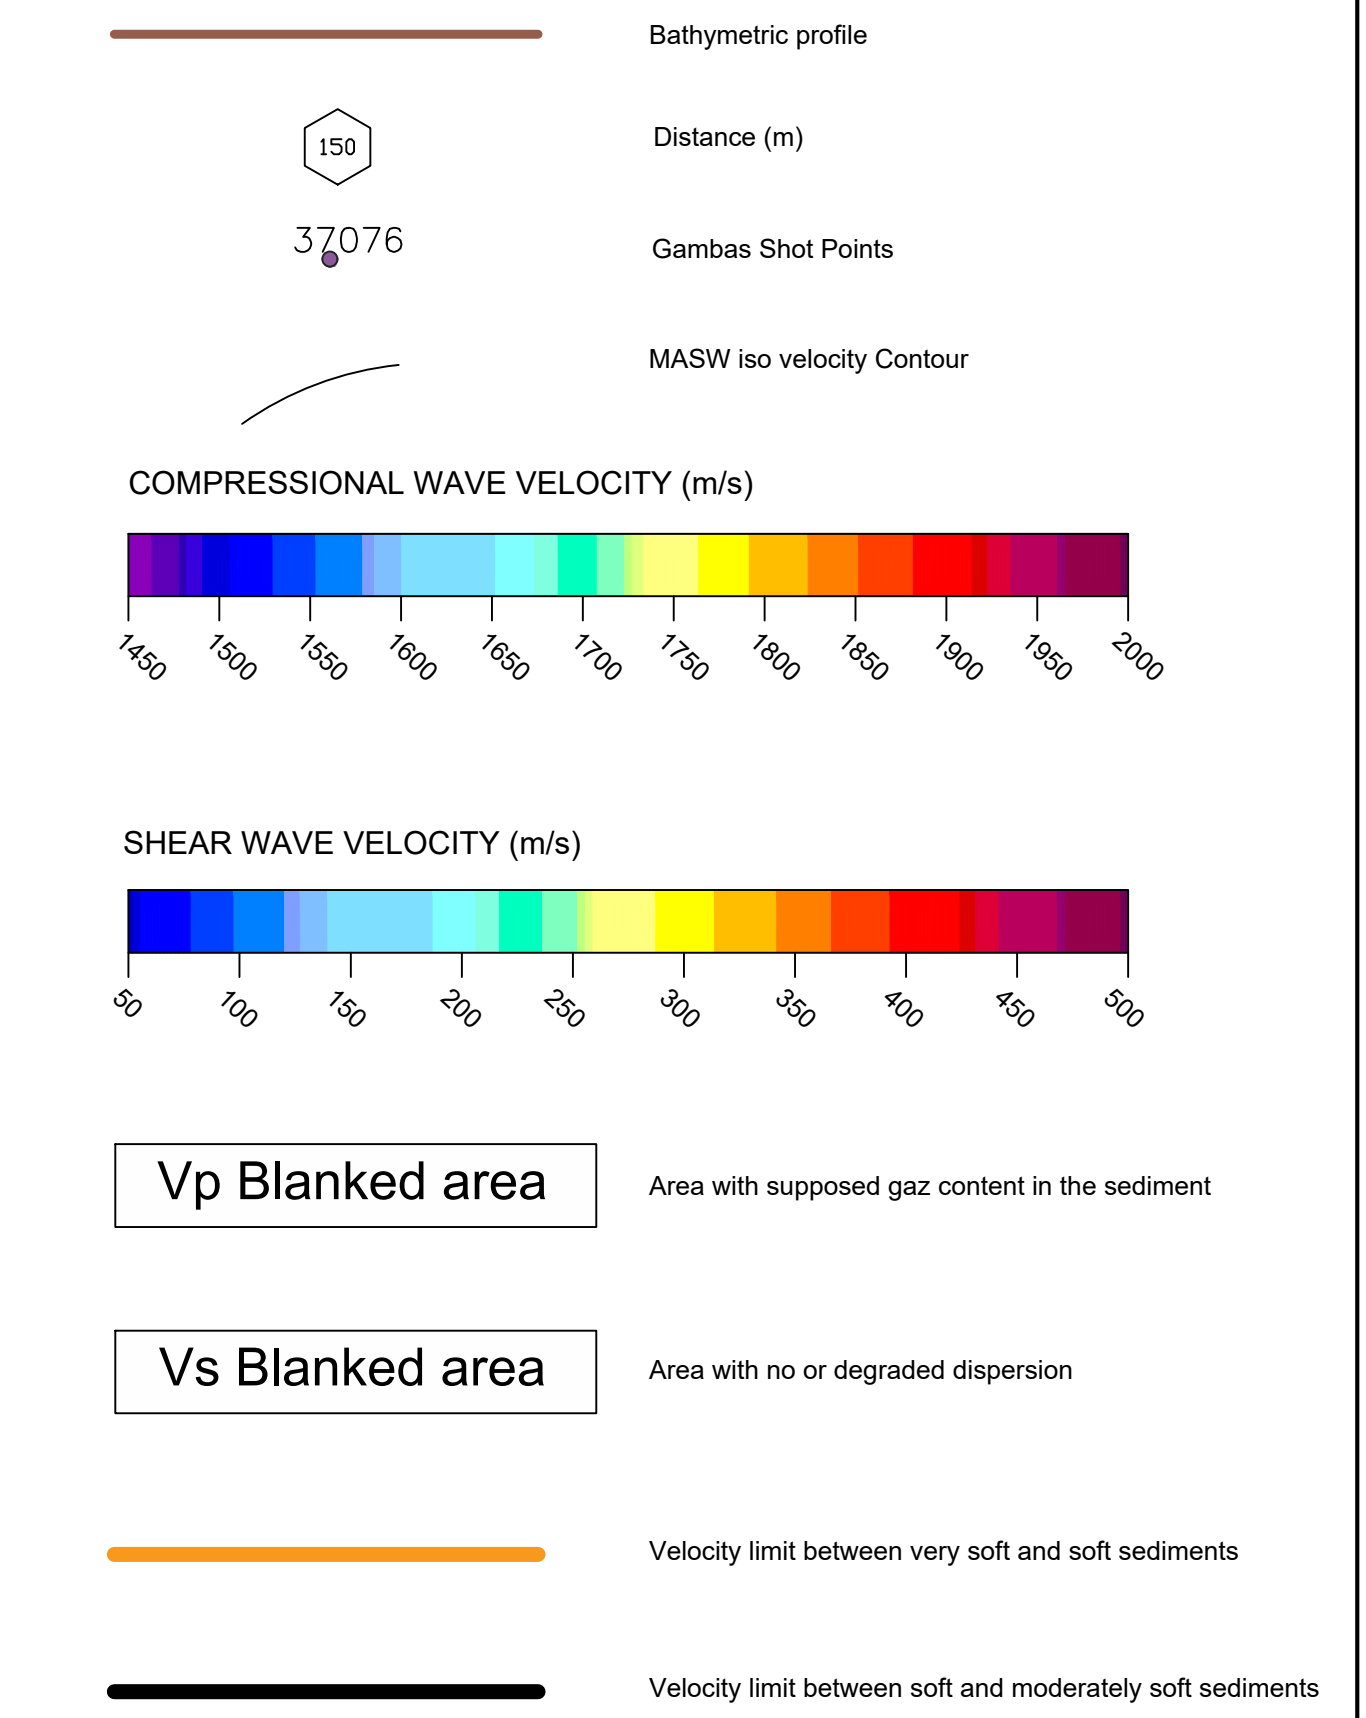 Bathymetric profile
150
Distance (m)
37076
Gambas Shot Points
MASW iso velocity Contour
COMPRESSIONAL WAVE VELOCITY (m/s)
1450 1500 1550 1600 1650 1700 1750 1800 1850 1900 1950 2000
SHEAR WAVE VELOCITY (m/s)
50 100 150 200 250 300 350 400 450 500
Vp Blanked area
Area with supposed gaz content in the sediment
Vs Blanked area
Area with no or degraded dispersion
Velocity limit between very soft and soft sediments
Velocity limit between soft and moderately soft sediments